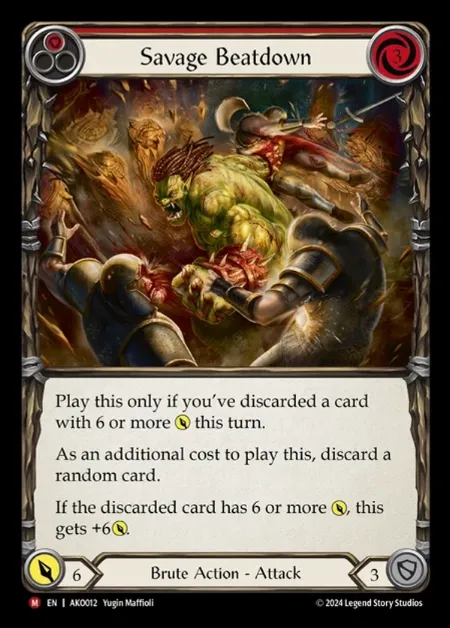 Savage Beatdown
3
Play this only if you've discarded a card
with 6 or more this turn.
As an additional cost to play this, discard a
random card.
If the discarded card has 6 or more , this
gets +6.
6
Brute Action - Attack
3
M EN | AKO012 Yugin Maffioli
© 2024 Legend Story Studios